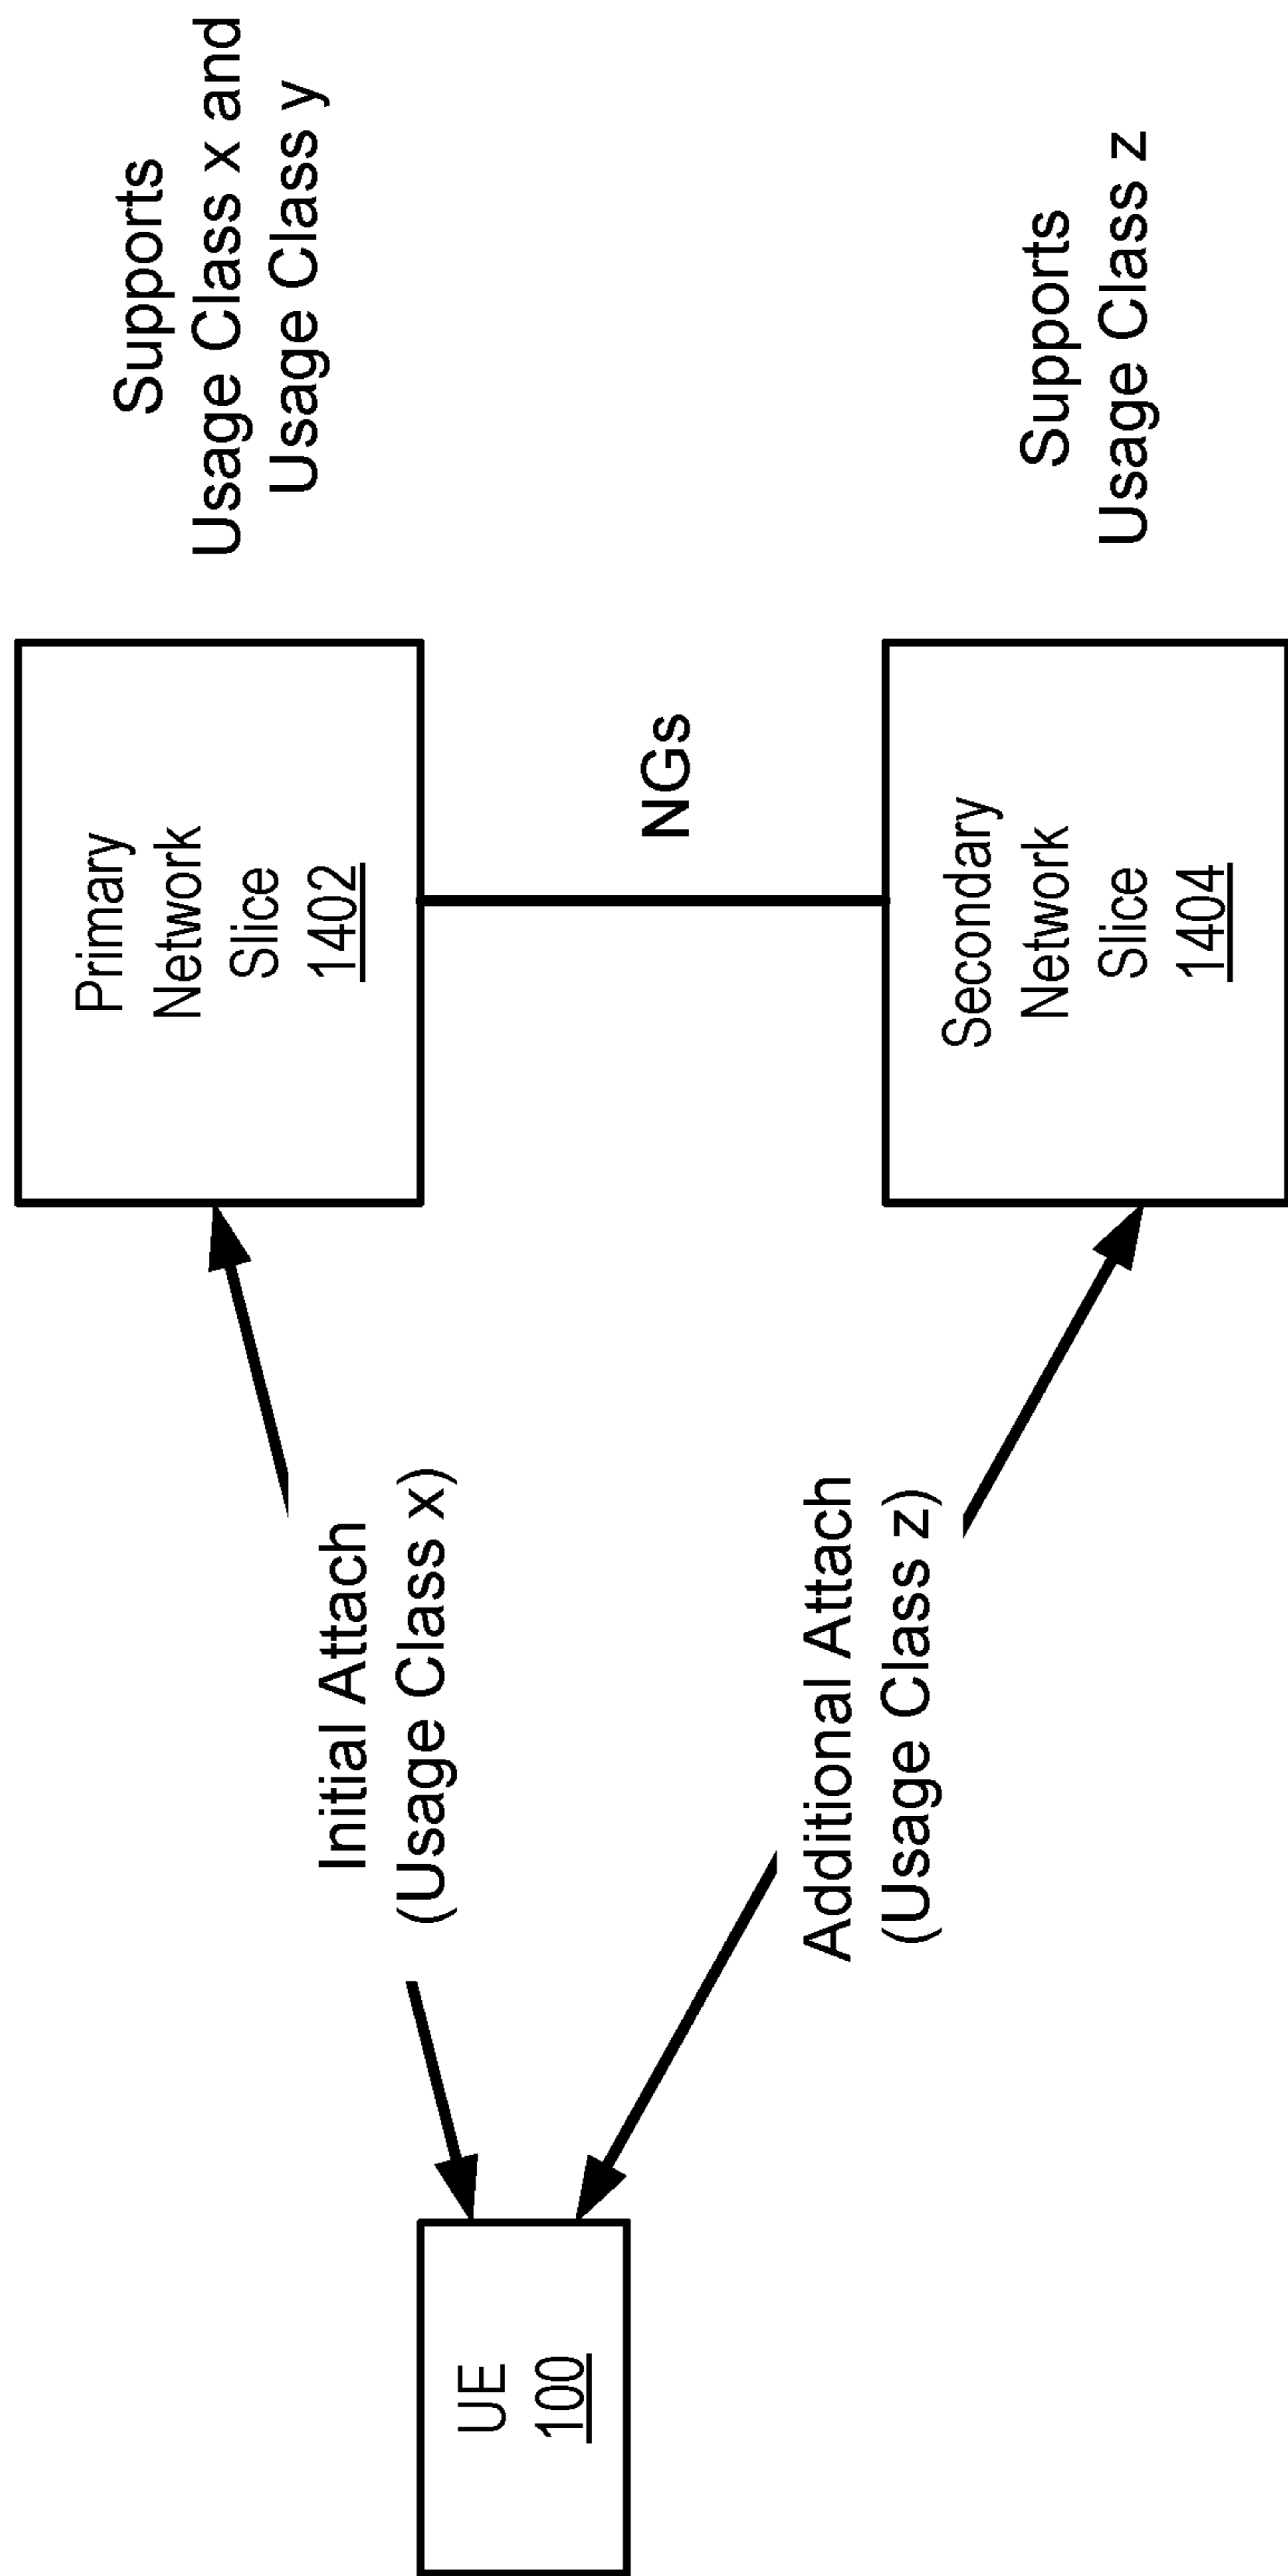 Supports
Usage Class x and
Usage Class y
Primary
Network
Slice
1402
Initial Attach
(Usage Class x)
UE
100
NGs
Additional Attach
(Usage Class z)
Secondary
Network
Slice
1404
Supports
Usage Class z